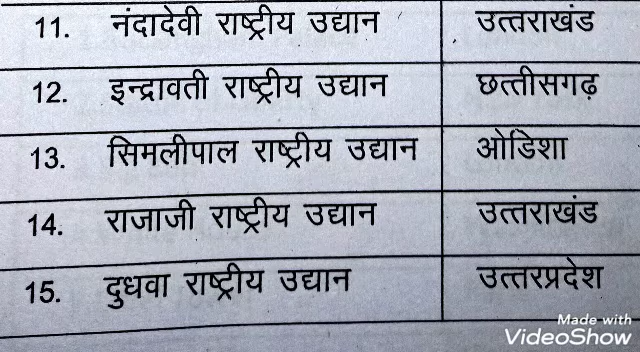 11. नंदादेवी राष्ट्रीय उद्यान उत्तराखंड
12. इन्द्रावती राष्ट्रीय उद्यान छत्तीसगढ़
13. सिमलीपाल राष्ट्रीय उद्यान ओडिशा
14. राजाजी राष्ट्रीय उद्यान उत्तराखंड
15. दुधवा राष्ट्रीय उद्यान उत्तरप्रदेश
Made with
VideoShow